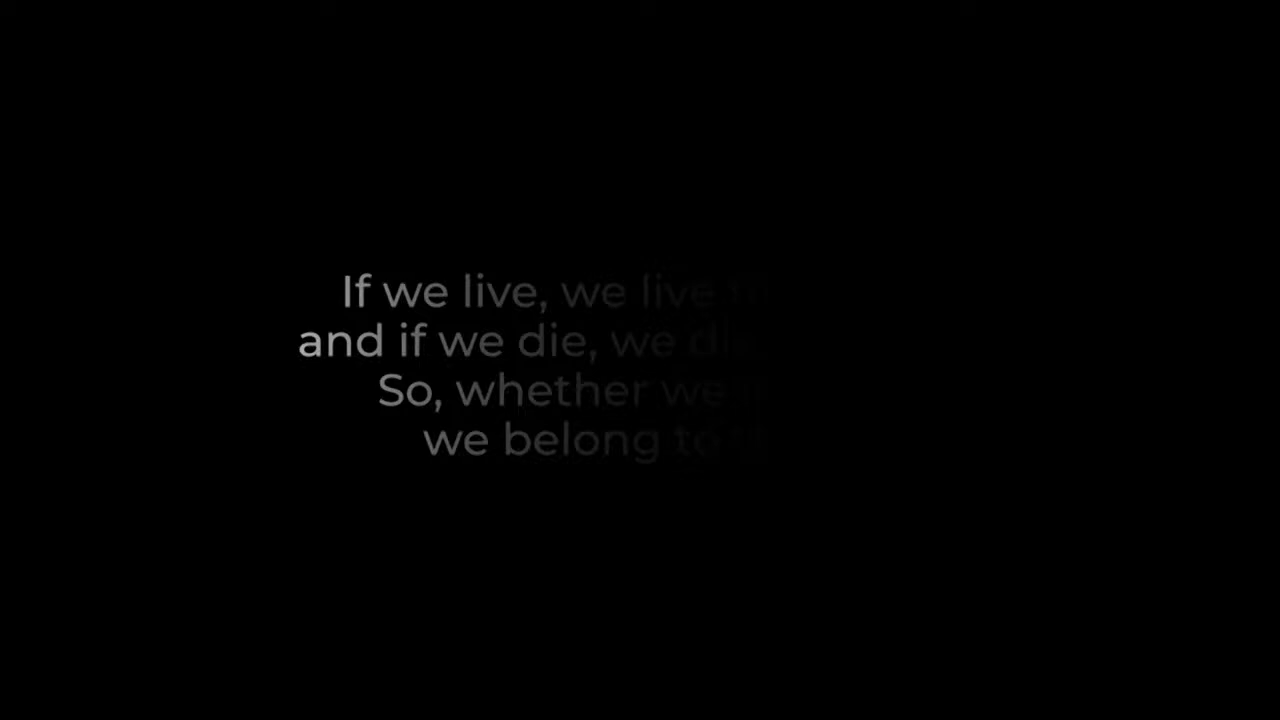 If we live, we live
and if we die, we die
So, whether we
we belong to